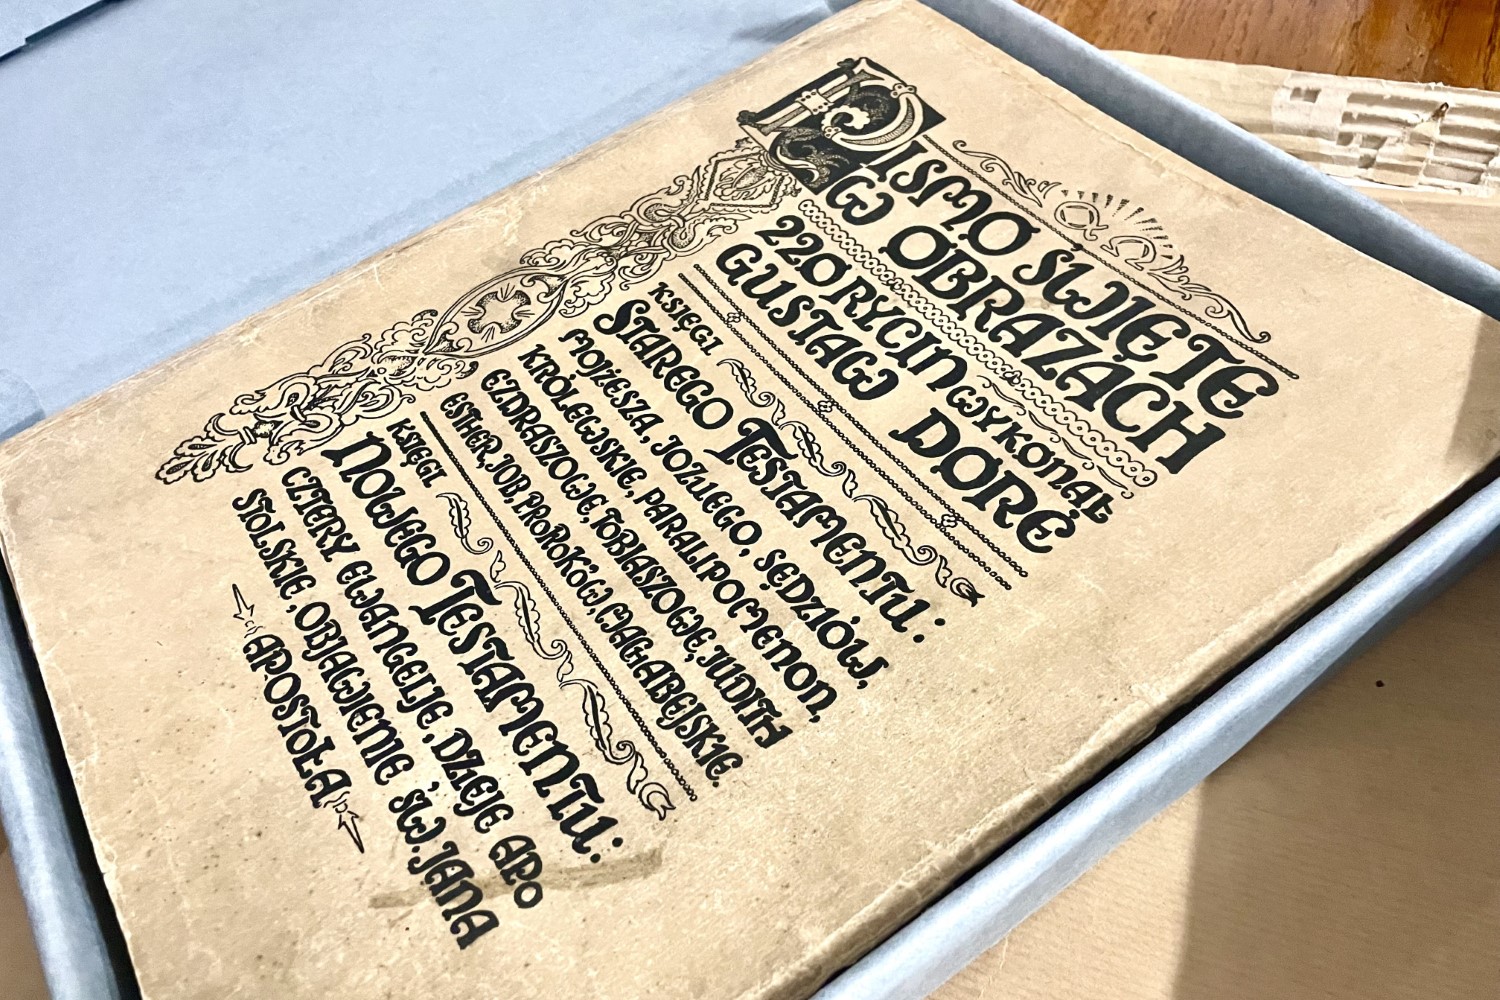 PISMO ŚWIĘTE
W OBRAZACH
220 RYCIN WYKONAŁ
GUSTAW DORÉ
KSIĘGI
STAREGO TESTAMENTU:
MOJŻESZA, JOZUEGO, SĘDZIÓW,
KRÓLEWSKIE, PARALIPOMENON,
EZDRASZOWE, TOBIASZOWE, JUDITH
ESTHER, JOB, PROROKÓW, MACHABEJSKIE.
KSIĘGI
NOWEGO TESTAMENTU:
CZTERY EWANGELJE, DZIEJE APO
STOLSKIE, OBJAWIENIE ŚW. JANA
APOSTOŁA